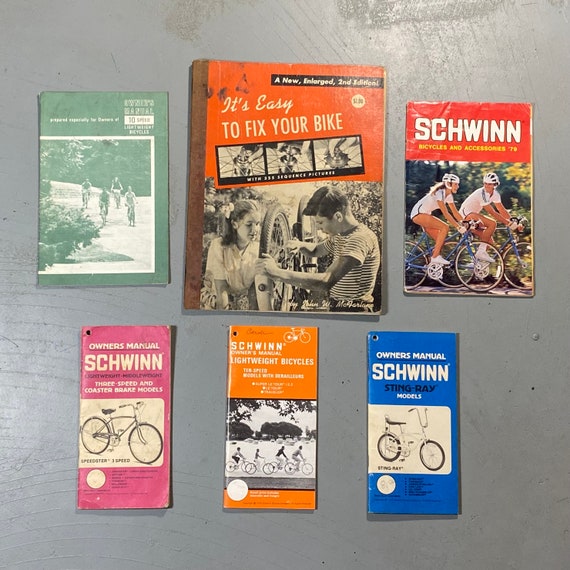 OWNER'S
MANUAL
prepared especially for Owners of
10 SPEED
LIGHTWEIGHT
BICYCLES
A New, Enlarged, 2nd Edition!
It's Easy
TO FIX YOUR BIKE
WITH 255 SEQUENCE PICTURES
by John W. McFarlane
SCHWINN
BICYCLES AND ACCESSORIES '78
OWNERS MANUAL
SCHWINN
LIGHTWEIGHT-MIDDLEWEIGHT
THREE-SPEED AND
COASTER BRAKE MODELS
SPEEDSTER 3 SPEED
SCHWINN
OWNER'S MANUAL
LIGHTWEIGHT BICYCLES
TEN-SPEED
MODELS WITH DERAILLEURS
OWNERS MANUAL
SCHWINN
STING-RAY
MODELS
STING-RAY